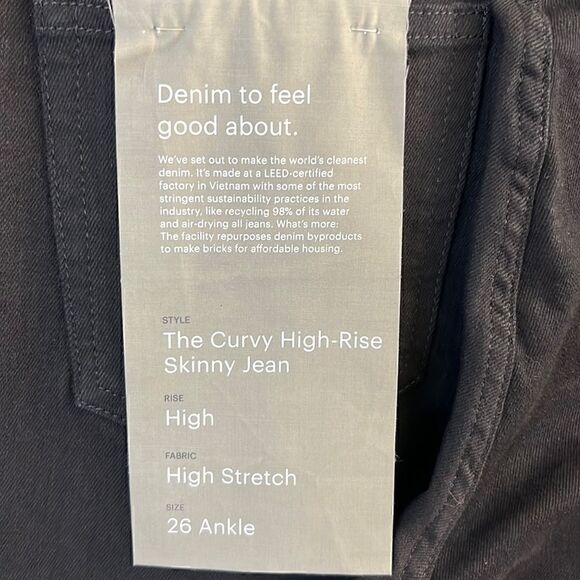 Denim to feel
good about.
We've set out to make the world's cleanest
denim. It's made at a LEED-certified
factory in Vietnam with some of the most
stringent sustainability practices in the
industry, like recycling 98% of its water
and air-drying all jeans. What's more:
The facility repurposes denim byproducts
to make bricks for affordable housing.
STYLE
The Curvy High-Rise
Skinny Jean
RISE
High
FABRIC
High Stretch
SIZE
26 Ankle